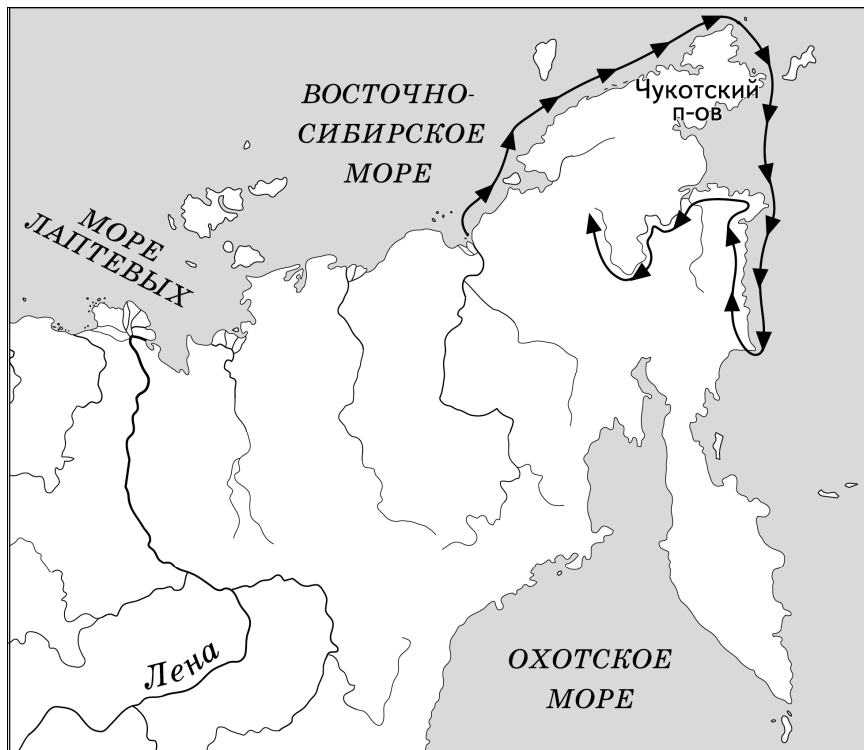 ВОСТОЧНО-
СИБИРСКОЕ
МОРЕ
Чукотский
п-ов
МОРЕ
ЛАПТЕВЫХ
Лена
ОХОТСКОЕ
МОРЕ